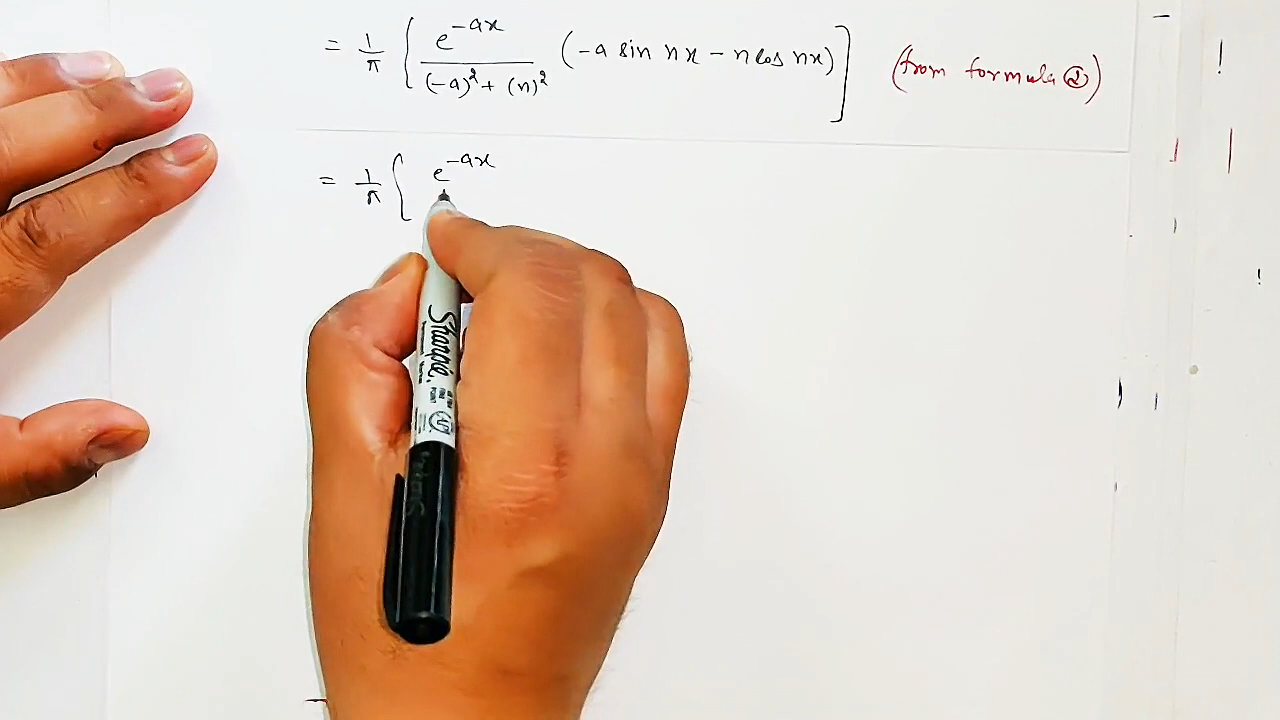 = 1/π [ e^{-ax} / (-a)² + (n)² (-a sin nx - n cos nx) ] (from formula ②)
= 1/π [ e^{-ax}
Sharpie